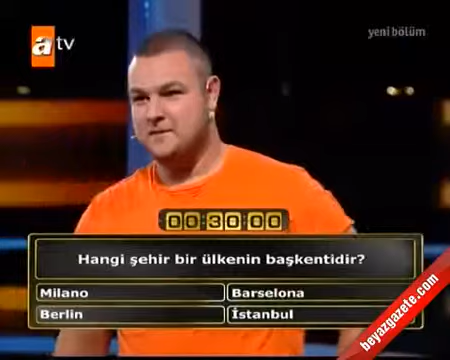 atv
yeni bölüm
00:30:00
Hangi şehir bir ülkenin başkentidir?
Milano
Barselona
Berlin
İstanbul
beyazgazete.com